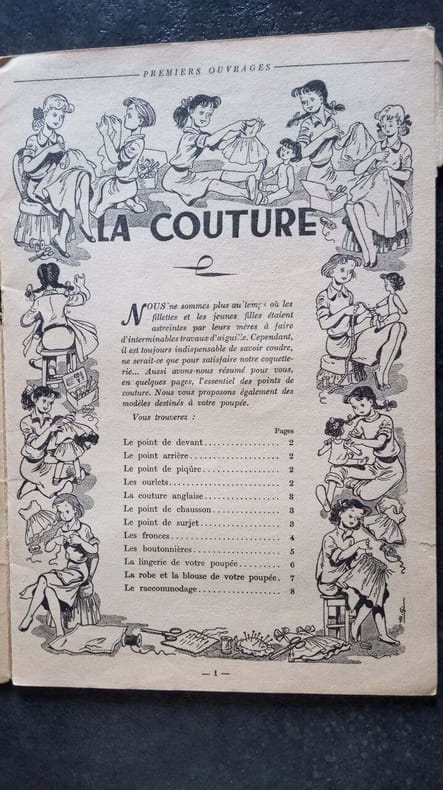 PREMIERS OUVRAGES
LA COUTURE
NOUS ne sommes plus au temps où les
fillettes et les jeunes filles étaient
astreintes par leurs mères à faire
d'interminables travaux d'aiguille. Cependant,
il est toujours indispensable de savoir coudre,
ne serait-ce que pour satisfaire notre coquette-
rie... Aussi avons-nous résumé pour vous,
en quelques pages, l'essentiel des points de
couture. Nous vous proposons également des
modèles destinés à votre poupée.
Vous trouverez :
Pages
Le point de devant.................. 2
Le point arrière..................... 2
Le point de piqûre.................. 2
Les ourlets......................... 2
La couture anglaise................. 3
Le point de chausson................ 3
Le point de surjet.................. 3
Les fronces......................... 4
Les boutonnières.................... 5
La lingerie de votre poupée......... 6
La robe et la blouse de votre poupée. 7
Le raccommodage..................... 8
— 1 —